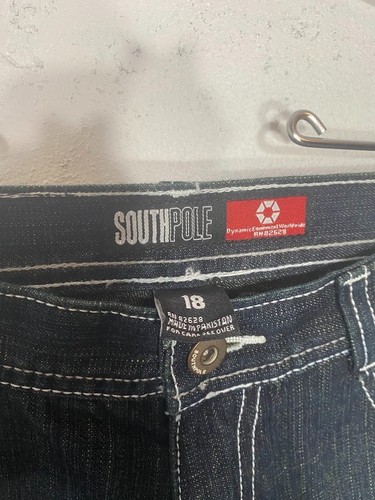 SOUTHPOLE
Dynamic Commercial Worldwide
RN 82628
18
RN 82628
MADE IN PAKISTAN
FOR CARE SEE OVER